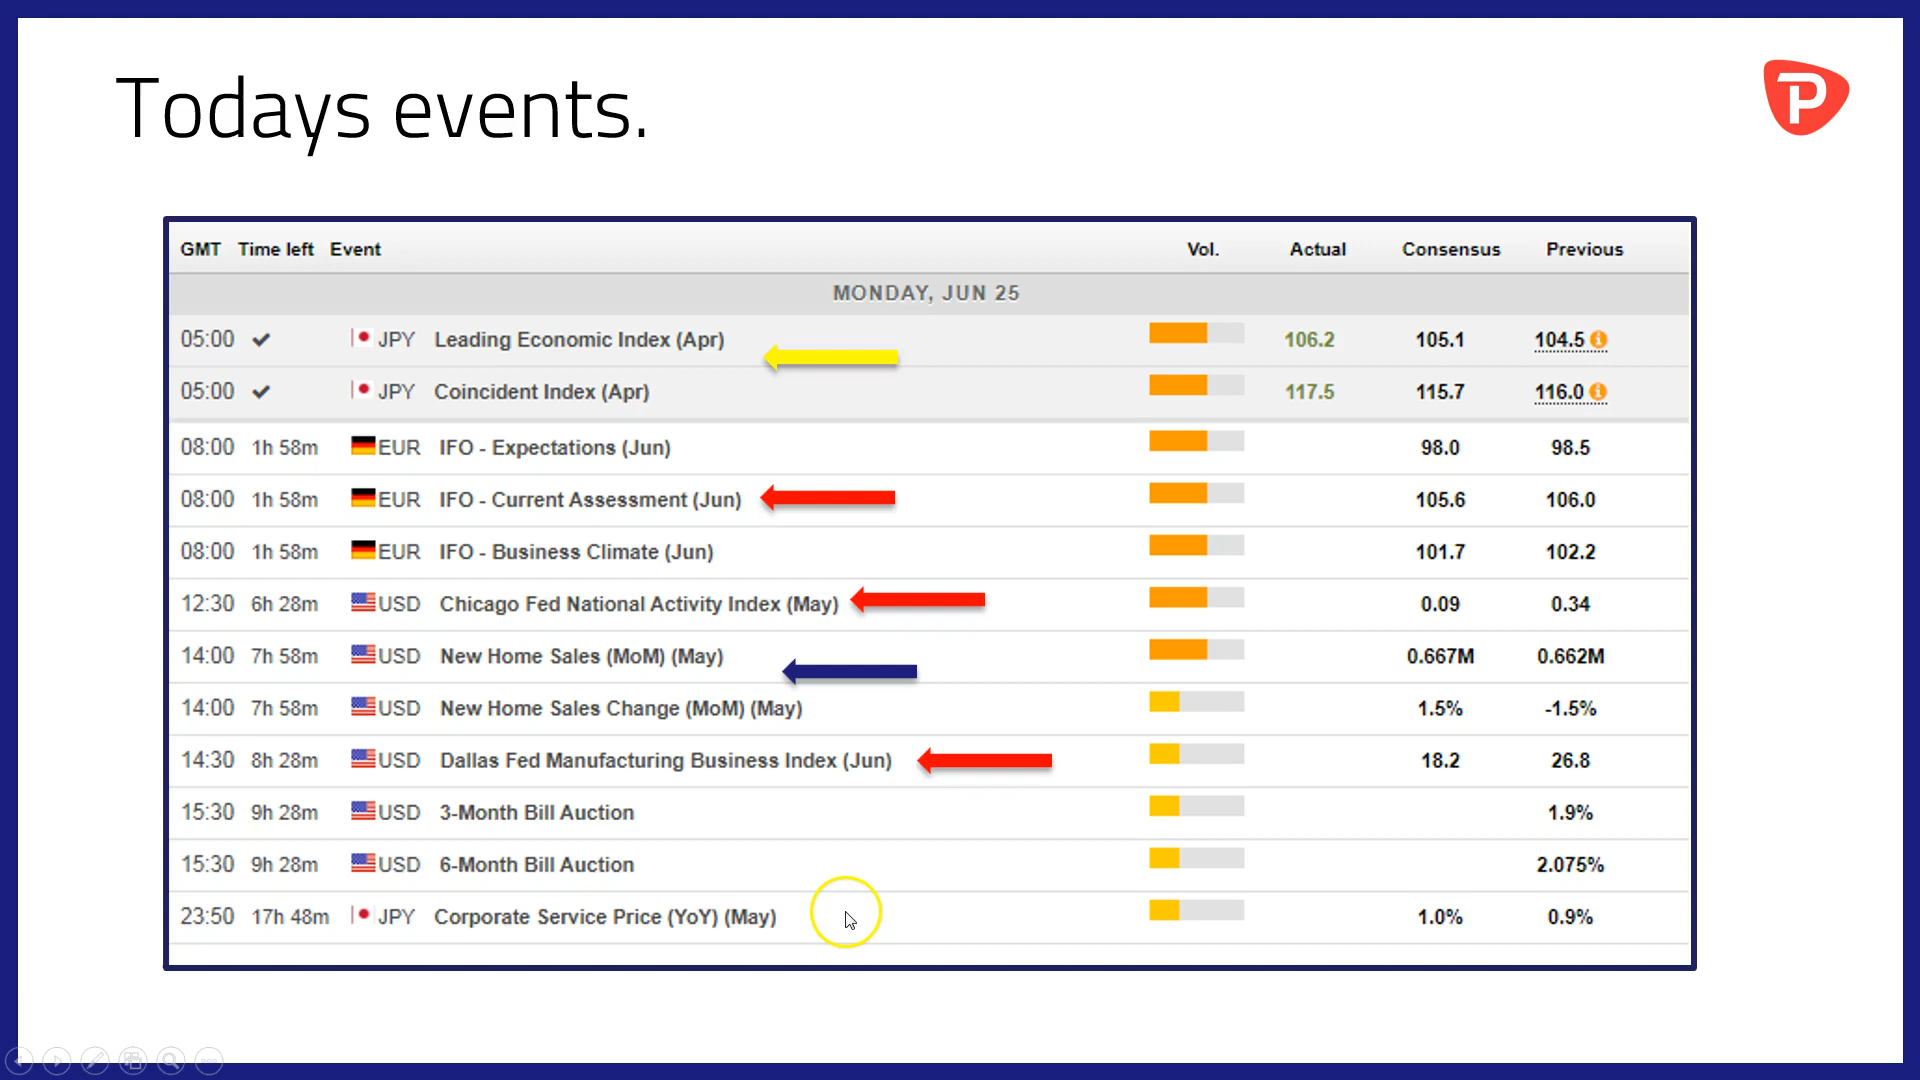 Todays events.
P
GMT Time left Event Vol. Actual Consensus Previous
MONDAY, JUN 25
05:00 JPY Leading Economic Index (Apr) 106.2 105.1 104.5
05:00 JPY Coincident Index (Apr) 117.5 115.7 116.0
08:00 1h 58m EUR IFO - Expectations (Jun) 98.0 98.5
08:00 1h 58m EUR IFO - Current Assessment (Jun) 105.6 106.0
08:00 1h 58m EUR IFO - Business Climate (Jun) 101.7 102.2
12:30 6h 28m USD Chicago Fed National Activity Index (May) 0.09 0.34
14:00 7h 58m USD New Home Sales (MoM) (May) 0.667M 0.662M
14:00 7h 58m USD New Home Sales Change (MoM) (May) 1.5% -1.5%
14:30 8h 28m USD Dallas Fed Manufacturing Business Index (Jun) 18.2 26.8
15:30 9h 28m USD 3-Month Bill Auction 1.9%
15:30 9h 28m USD 6-Month Bill Auction 2.075%
23:50 17h 48m JPY Corporate Service Price (YoY) (May) 1.0% 0.9%